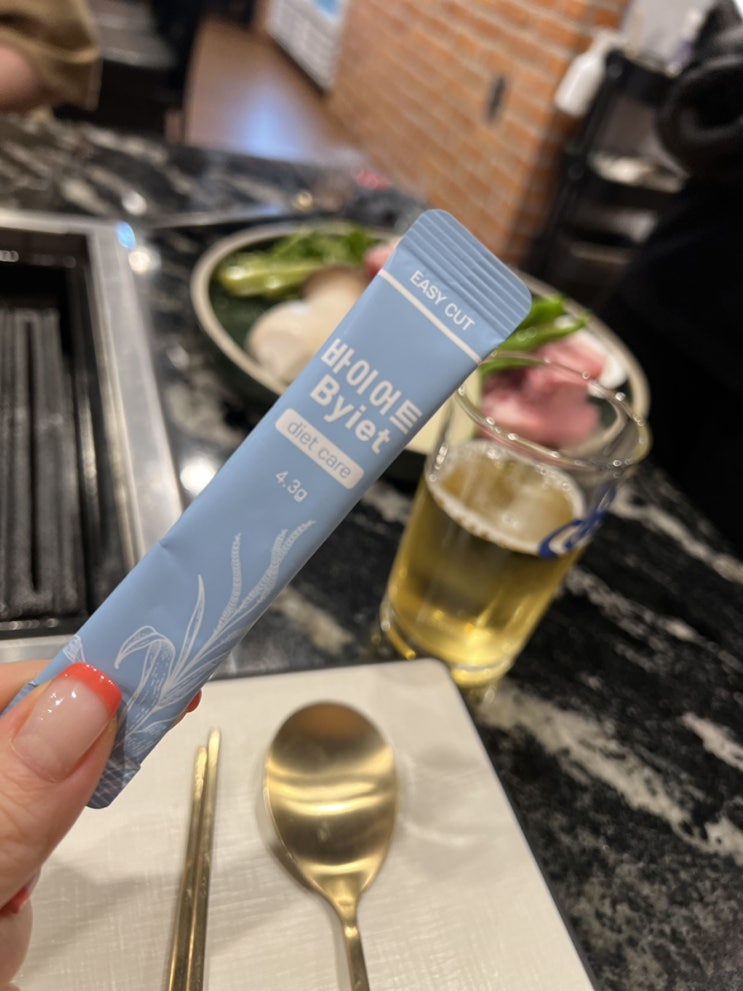 EASY CUT
바이어트
Byiet
diet care
4.3g